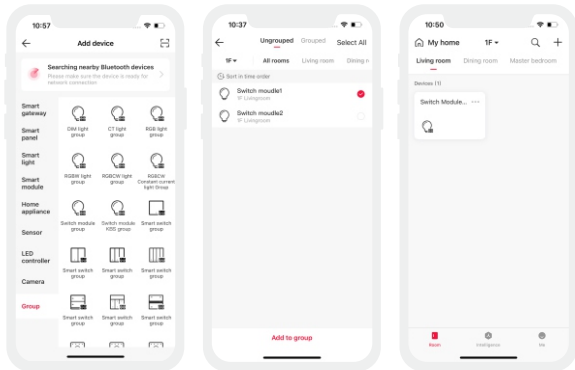 10:57
Add device
Searching nearby Bluetooth devices
Please make sure the device is ready for
network connection.
Smart
gateway
Smart
panel
Smart
light
Smart
module
Home
appliance
Sensor
LED
controller
Camera
Group
DIM light
group
CT light
group
RGB light
group
RGBW light
group
RGBCW light
group
RGBCW
Constant current
light Group
Switch module
group
Switch module
KBS group
Smart switch
group
Smart switch
group
Smart switch
group
Smart switch
group
Smart switch
group
Smart switch
group
Smart switch
group
10:37
Ungrouped Grouped Select All
1F All rooms Living room Dining r
Sort in time order
Switch moudle1
1F Livingroom
Switch moudle2
1F Livingroom
Add to group
10:50
My home 1F
Living room Dining room Master bedroom
Devices (1)
Switch Module... ...
Room Intelligence Me